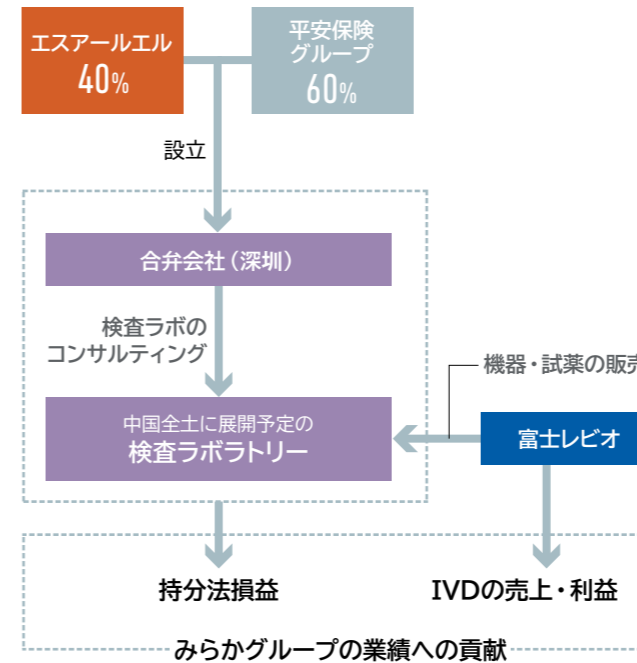 エスアールエル
40%
平安保険
グループ
60%
設立
合弁会社（深圳）
検査ラボの
コンサルティング
機器・試薬の販売
中国全土に展開予定の
検査ラボラトリー
富士レビオ
持分法損益
IVDの売上・利益
みらかグループの業績への貢献